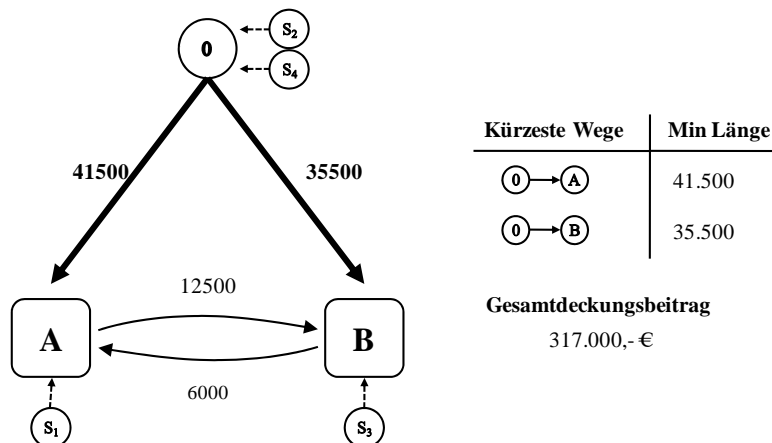 0
S2
S4
41500
35500
12500
A
B
6000
S1
S3
Kürzeste Wege Min Länge
0 A 41.500
0 B 35.500
Gesamtdeckungsbeitrag
317.000,- €